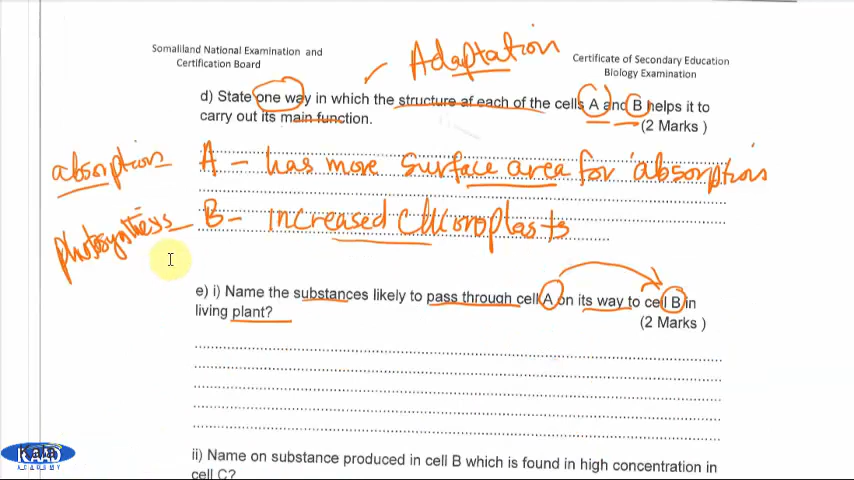 Somaliland National Examination and
Certification Board
Certificate of Secondary Education
Biology Examination
Adaptation
d) State one way in which the structure af each of the cells A and B helps it to
carry out its main function.
(2 Marks )
absorption A - has more surface area for absorption
photosynthesis - B - increased chloroplasts
e) i) Name the substances likely to pass through cell A on its way to cell B in
living plant?
(2 Marks )
ii) Name on substance produced in cell B which is found in high concentration in
cell C?
KAAB
ACADEMY